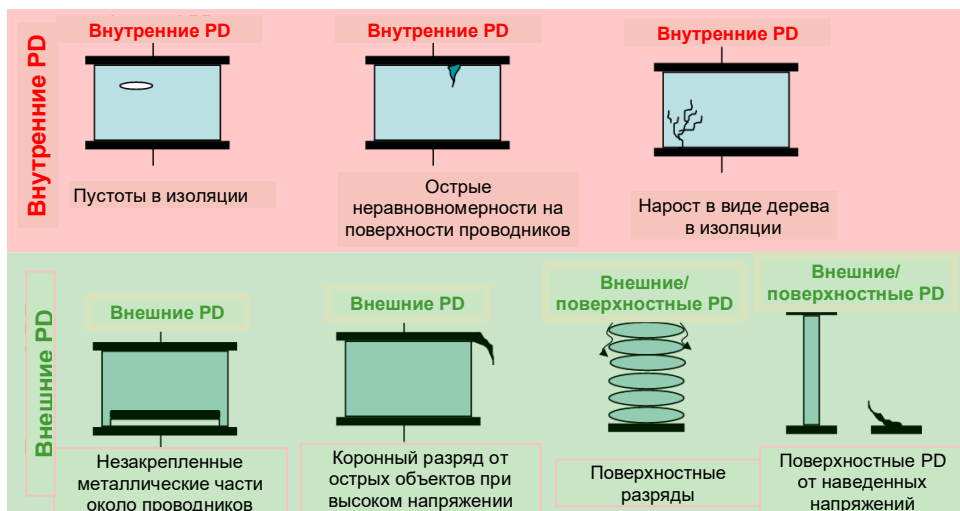 Внутренние PD
Внутренние PD
Внутренние PD
Внутренние PD
Пустоты в изоляции
Острые
неравновномерности на
поверхности проводников
Нарост в виде дерева
в изоляции
Внешние PD
Внешние PD
Внешние PD
Внешние/
поверхностные PD
Внешние/
поверхностные PD
Незакрепленные
металлические части
около проводников
Коронный разряд от
острых объектов при
высоком напряжении
Поверхностные
разряды
Поверхностные PD
от наведенных
напряжений